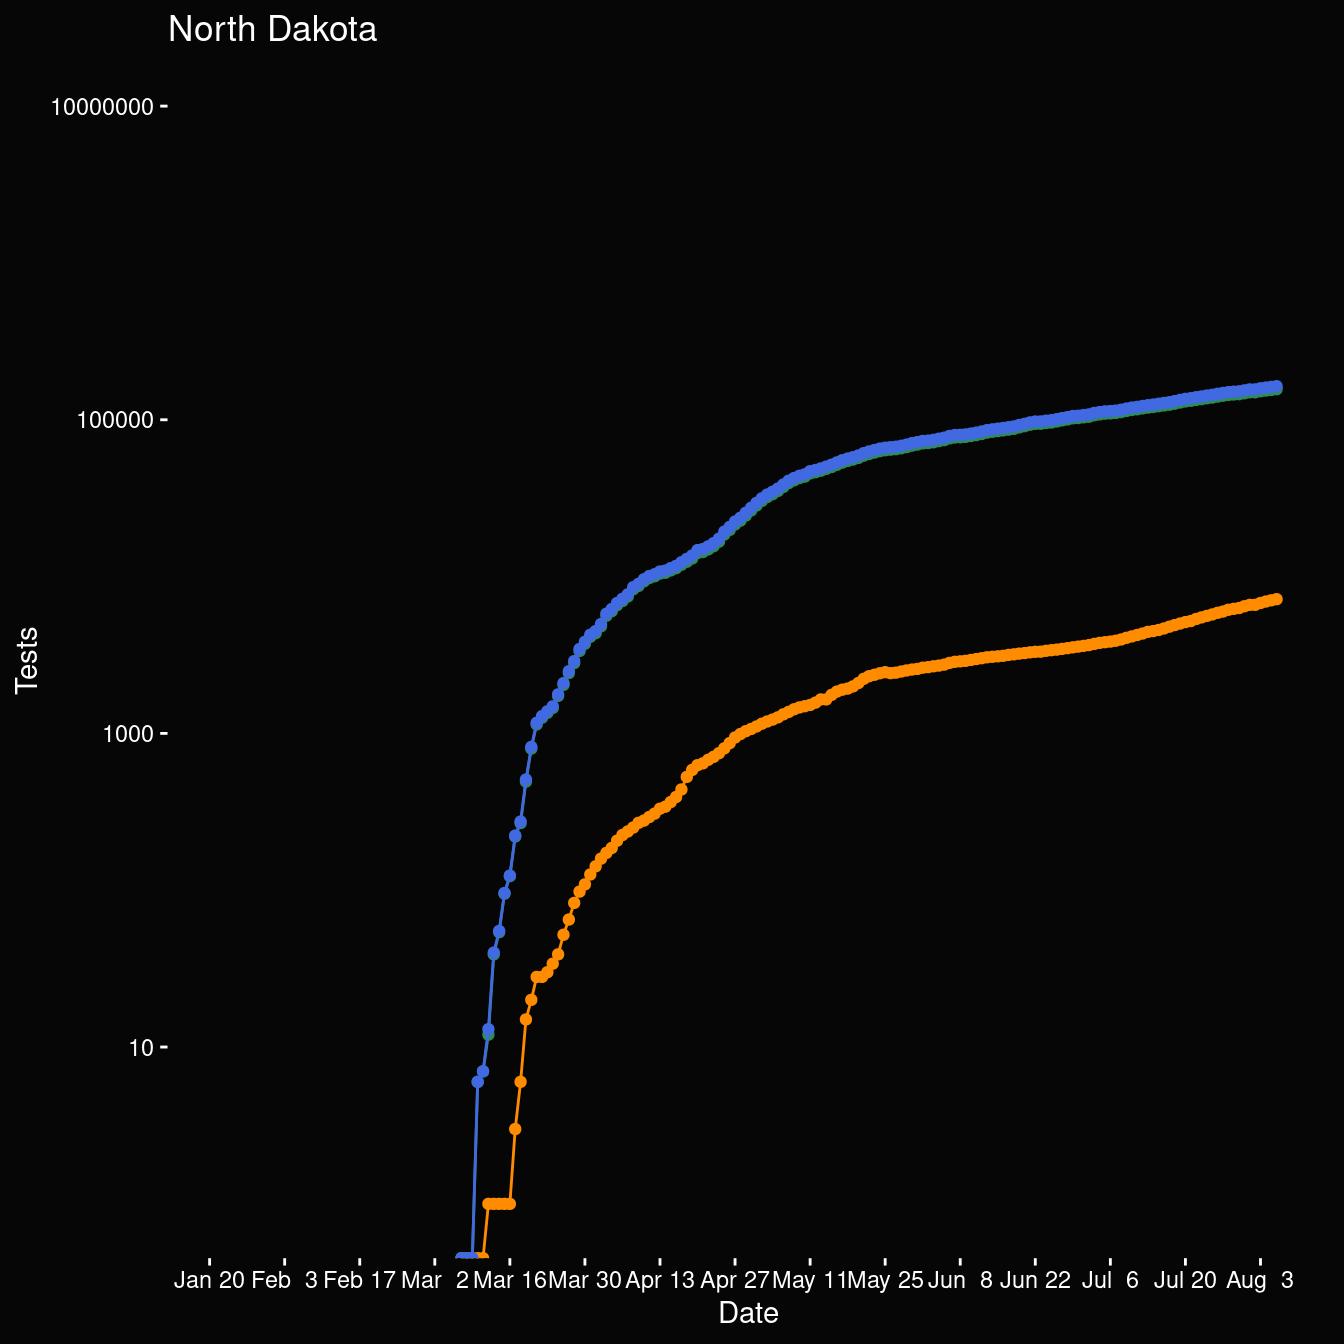 North Dakota
10000000
100000
1000
10
Tests
Jan 20 Feb 3 Feb 17 Mar 2 Mar 16 Mar 30 Apr 13 Apr 27 May 11 May 25 Jun 8 Jun 22 Jul 6 Jul 20 Aug 3
Date